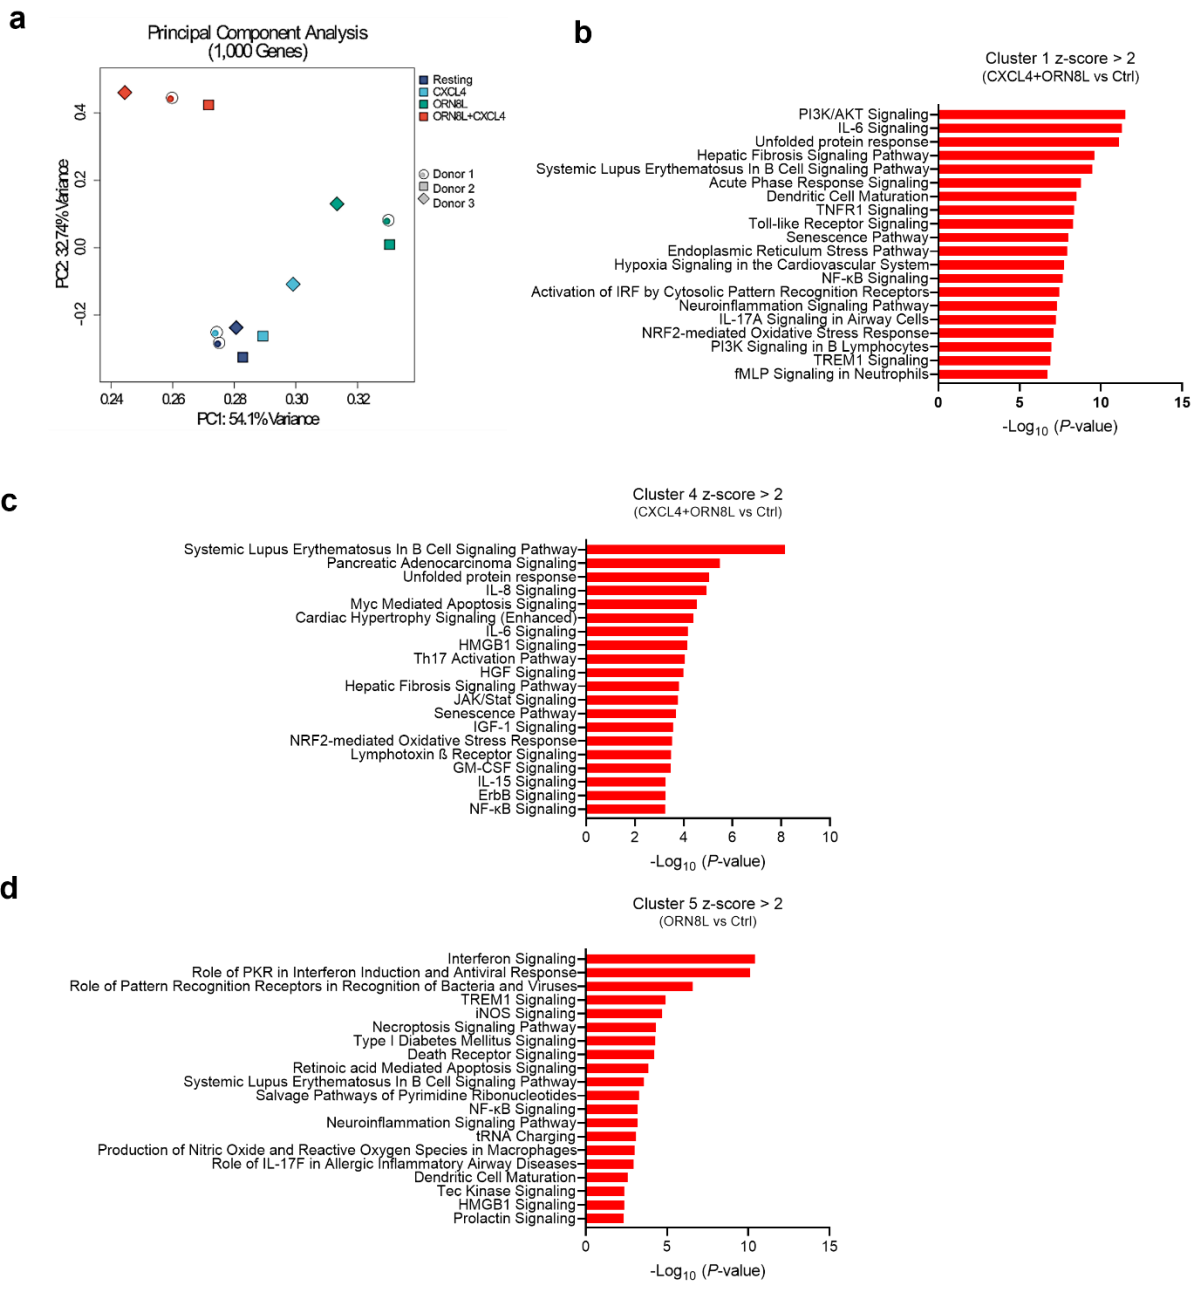 a
Principal Component Analysis
(1,000 Genes)
Resting
CXCL4
ORN8L
ORN8L+CXCL4
Donor 1
Donor 2
Donor 3
PC2: 32.74% Variance
0.4
0.2
0.0
-0.2
0.24 0.26 0.28 0.30 0.32
PC1: 54.1% Variance
b
Cluster 1 z-score > 2
(CXCL4+ORN8L vs Ctrl)
PI3K/AKT Signaling
IL-6 Signaling
Unfolded protein response
Hepatic Fibrosis Signaling Pathway
Systemic Lupus Erythematosus In B Cell Signaling Pathway
Acute Phase Response Signaling
Dendritic Cell Maturation
TNFR1 Signaling
Toll-like Receptor Signaling
Senescence Pathway
Endoplasmic Reticulum Stress Pathway
Hypoxia Signaling in the Cardiovascular System
NF-κB Signaling
Activation of IRF by Cytosolic Pattern Recognition Receptors
Neuroinflammation Signaling Pathway
IL-17A Signaling in Airway Cells
NRF2-mediated Oxidative Stress Response
PI3K Signaling in B Lymphocytes
TREM1 Signaling
fMLP Signaling in Neutrophils
0 5 10 15
-Log10 (P-value)
c
Cluster 4 z-score > 2
(CXCL4+ORN8L vs Ctrl)
Systemic Lupus Erythematosus In B Cell Signaling Pathway
Pancreatic Adenocarcinoma Signaling
Unfolded protein response
IL-8 Signaling
Myc Mediated Apoptosis Signaling
Cardiac Hypertrophy Signaling (Enhanced)
IL-6 Signaling
HMGB1 Signaling
Th17 Activation Pathway
HGF Signaling
Hepatic Fibrosis Signaling Pathway
JAK/Stat Signaling
Senescence Pathway
IGF-1 Signaling
NRF2-mediated Oxidative Stress Response
Lymphotoxin ß Receptor Signaling
GM-CSF Signaling
IL-15 Signaling
ErbB Signaling
NF-κB Signaling
0 2 4 6 8 10
-Log10 (P-value)
d
Cluster 5 z-score > 2
(ORN8L vs Ctrl)
Interferon Signaling
Role of PKR in Interferon Induction and Antiviral Response
Role of Pattern Recognition Receptors in Recognition of Bacteria and Viruses
TREM1 Signaling
iNOS Signaling
Necroptosis Signaling Pathway
Type I Diabetes Mellitus Signaling
Death Receptor Signaling
Retinoic acid Mediated Apoptosis Signaling
Systemic Lupus Erythematosus In B Cell Signaling Pathway
Salvage Pathways of Pyrimidine Ribonucleotides
NF-κB Signaling
Neuroinflammation Signaling Pathway
tRNA Charging
Production of Nitric Oxide and Reactive Oxygen Species in Macrophages
Role of IL-17F in Allergic Inflammatory Airway Diseases
Dendritic Cell Maturation
Tec Kinase Signaling
HMGB1 Signaling
Prolactin Signaling
0 5 10 15
-Log10 (P-value)